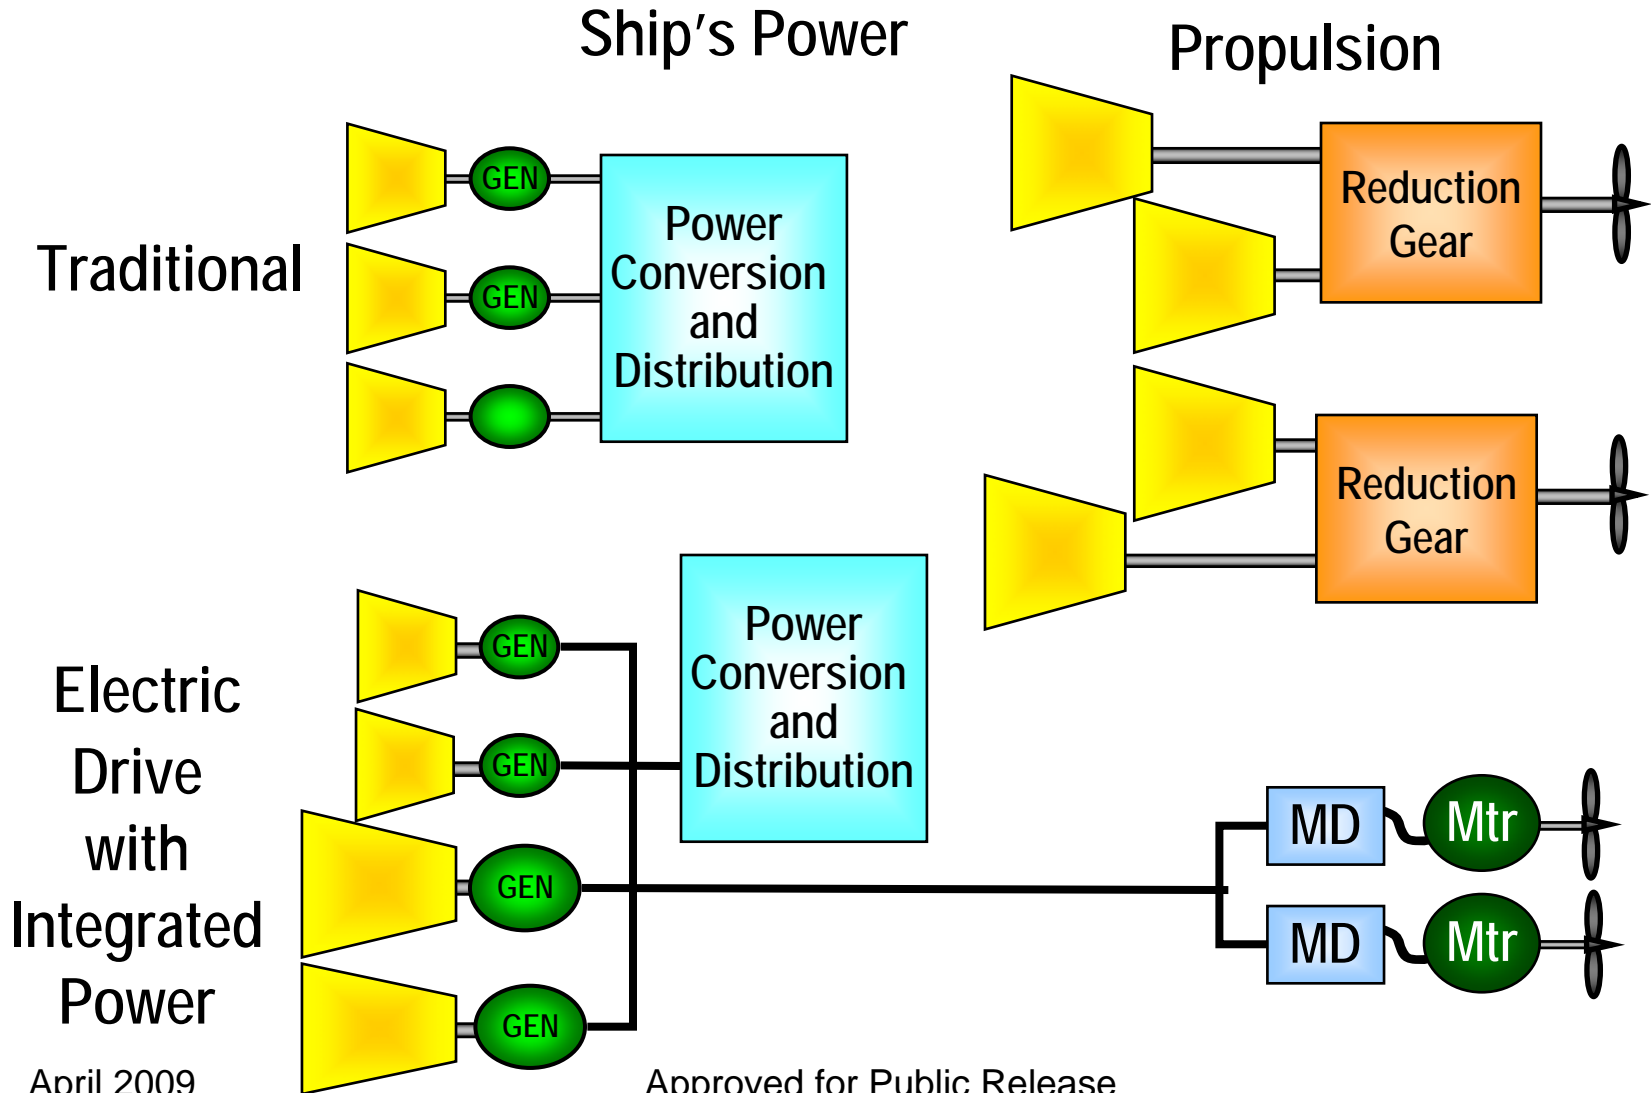 Ship's Power
Propulsion
Traditional
GEN
GEN
Power
Conversion
and
Distribution
Reduction
Gear
Reduction
Gear
Electric
Drive
with
Integrated
Power
GEN
GEN
GEN
GEN
Power
Conversion
and
Distribution
MD
Mtr
MD
Mtr
April 2009
Approved for Public Release